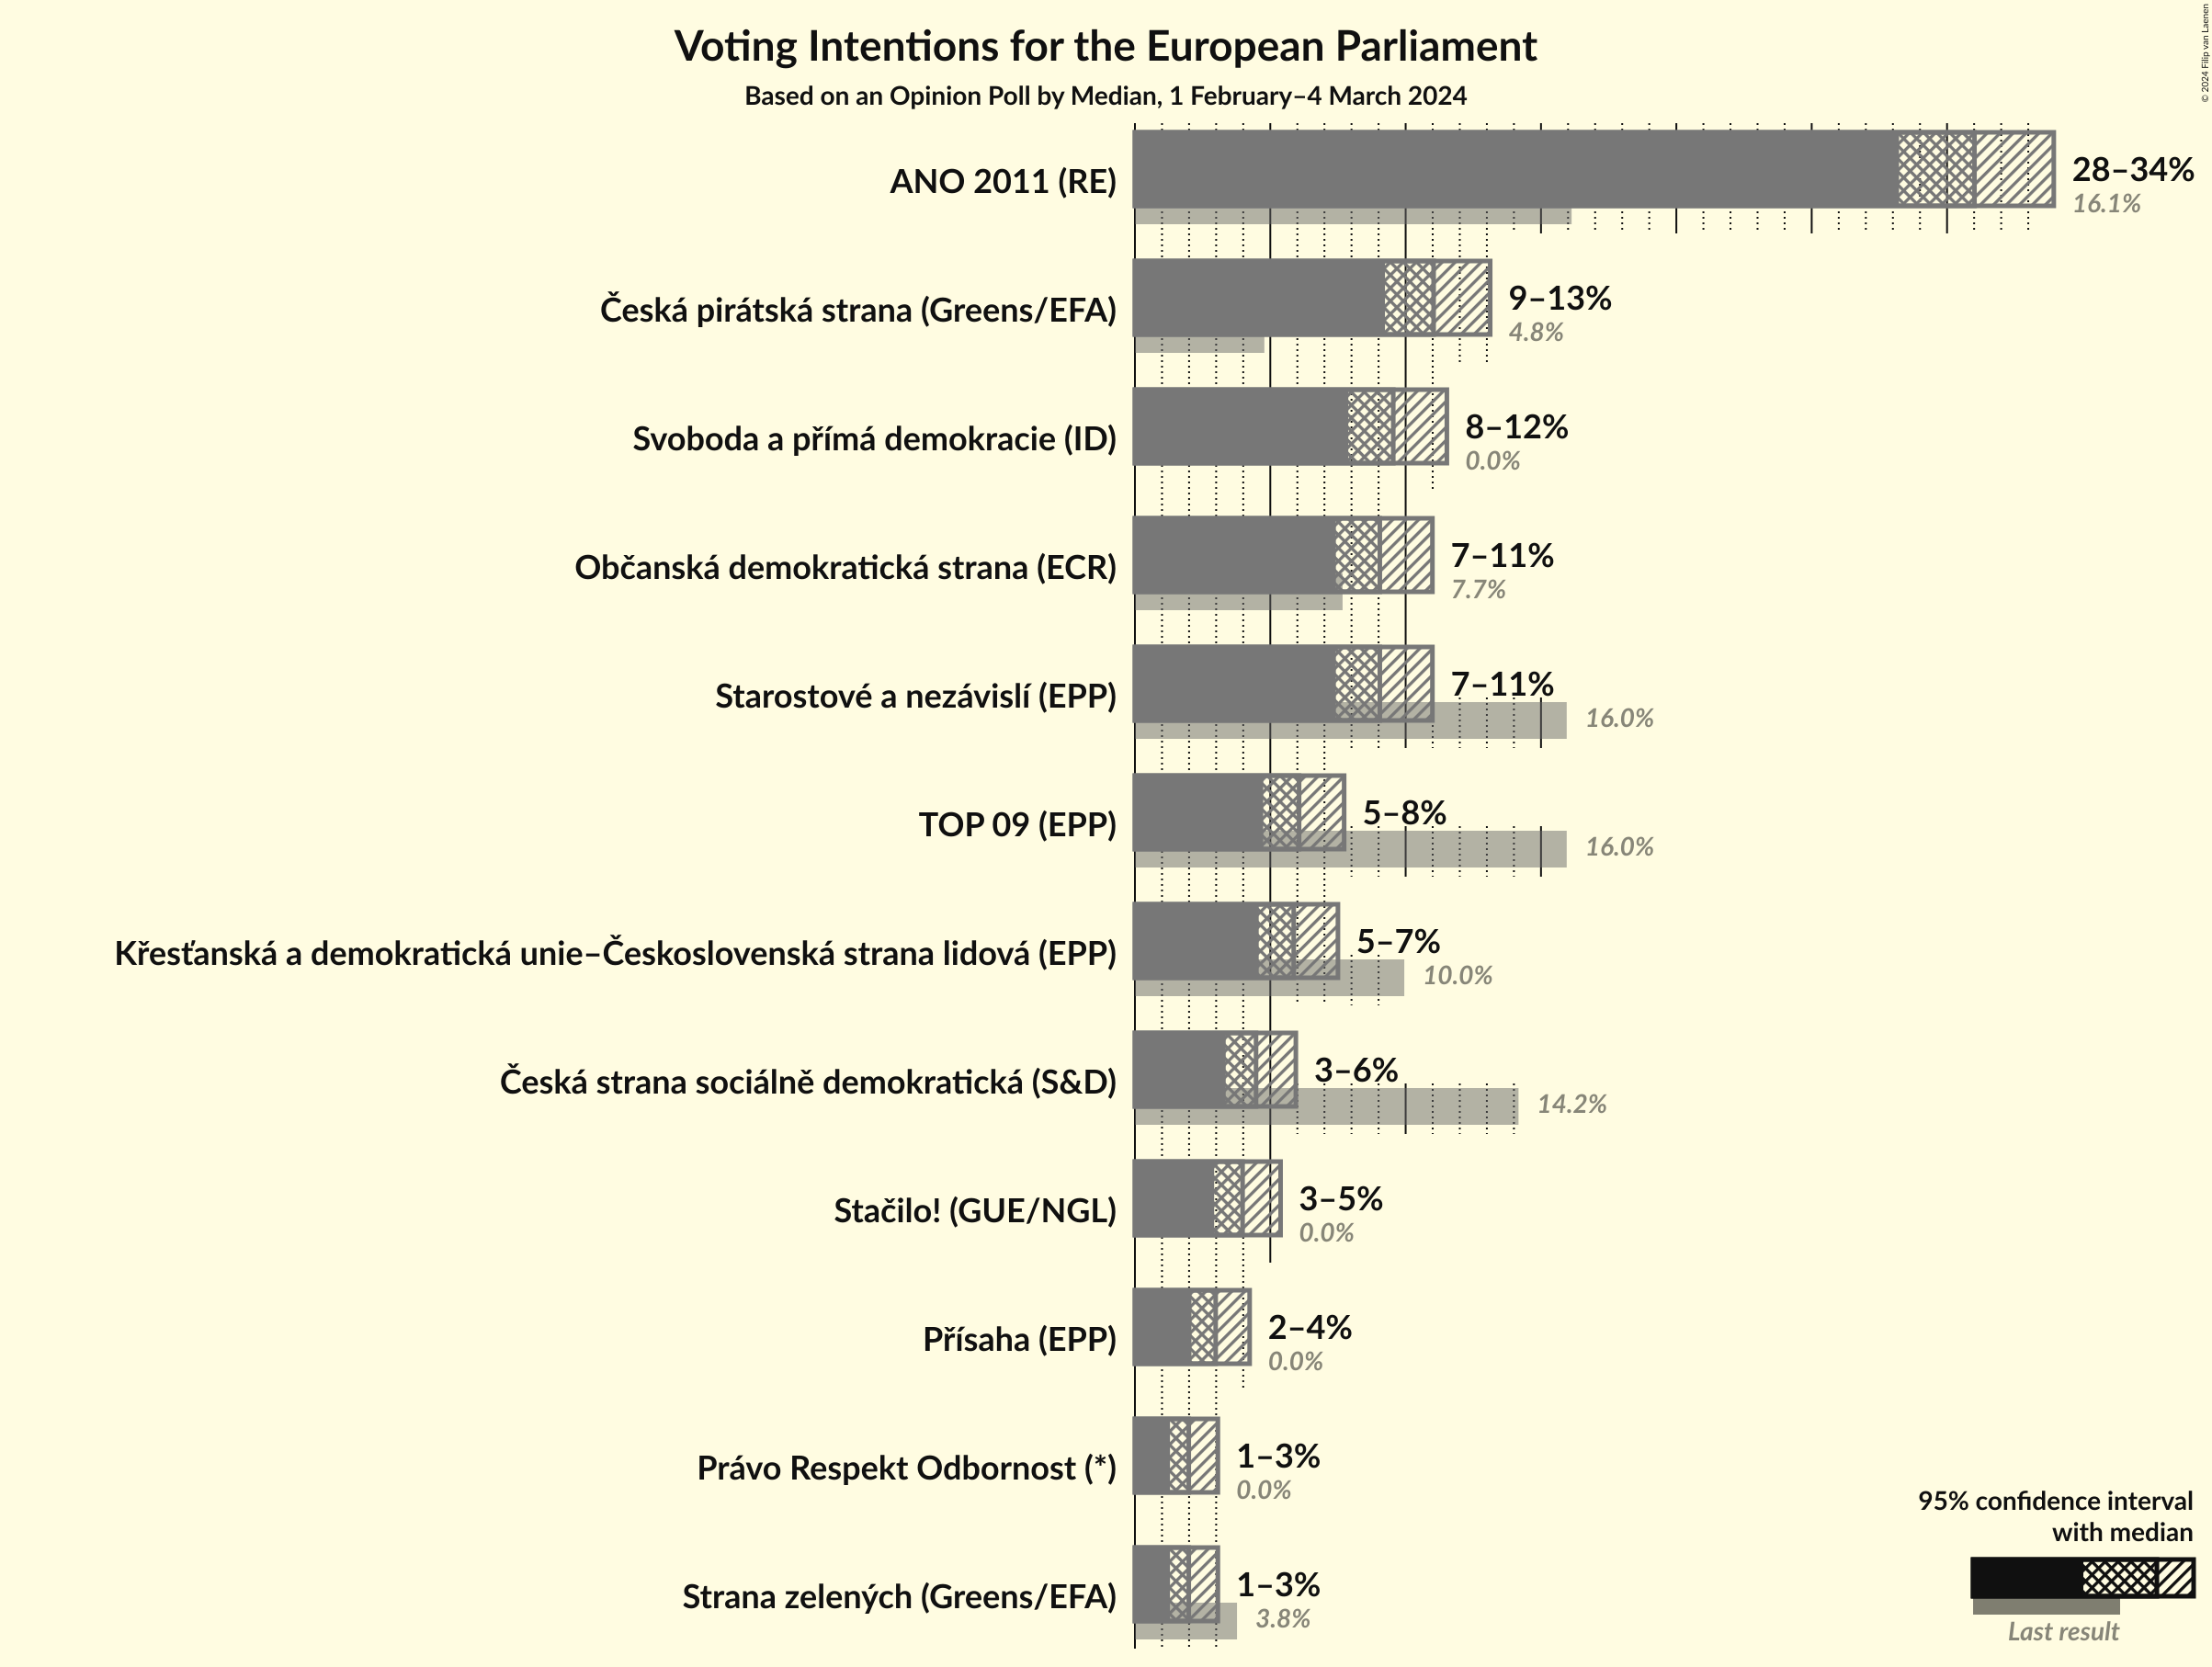 Voting Intentions for the European Parliament
Based on an Opinion Poll by Median, 1 February–4 March 2024
© 2024 Filip van Laenen
ANO 2011 (RE)
28–34%
16.1%
Česká pirátská strana (Greens/EFA)
9–13%
4.8%
Svoboda a přímá demokracie (ID)
8–12%
0.0%
Občanská demokratická strana (ECR)
7–11%
7.7%
Starostové a nezávislí (EPP)
7–11%
16.0%
TOP 09 (EPP)
5–8%
16.0%
Křesťanská a demokratická unie–Československá strana lidová (EPP)
5–7%
10.0%
Česká strana sociálně demokratická (S&D)
3–6%
14.2%
Stačilo! (GUE/NGL)
3–5%
0.0%
Přísaha (EPP)
2–4%
0.0%
Právo Respekt Odbornost (*)
1–3%
0.0%
Strana zelených (Greens/EFA)
1–3%
3.8%
95% confidence interval
with median
Last result